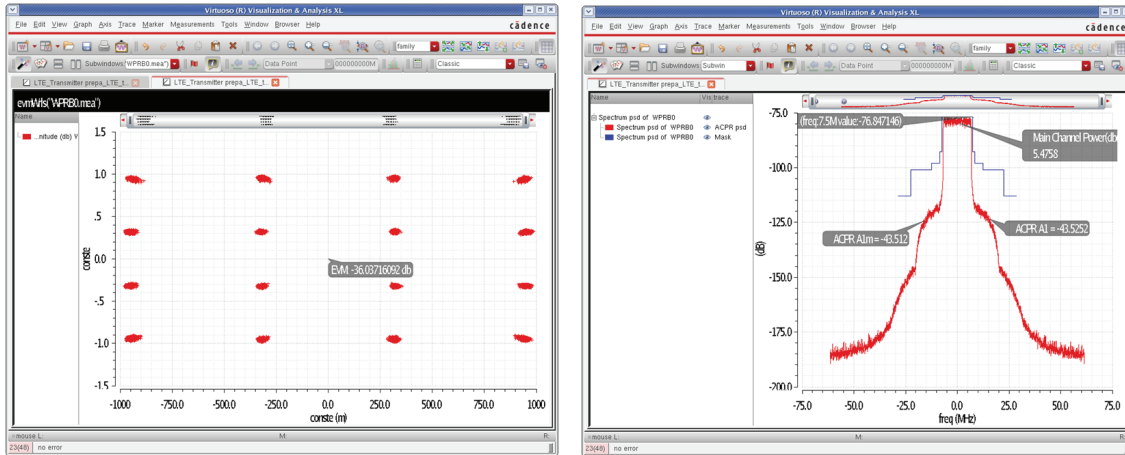 Virtuoso (R) Visualization & Analysis XL
File Edit View Graph Axis Trace Marker Measurements Tools Window Browser Help
cādence
family
Subwindows:'WPRB0.mea')
Data Point
000000000M
Classic
LTE_Transmitter prepa_LTE_t...
LTE_Transmitter prepa_LTE_t...
Name
...nitude (db) V
1.5
1.0
.5
0.0
-.5
-1.0
-1.5
conste
EVM -36.03716092 db
-1000 -750.0 -500.0 -250.0 0.0 250.0 500.0 750.0 1000
conste (m)
mouse L: M: R:
23(48) no error
Virtuoso (R) Visualization & Analysis XL
File Edit View Graph Axis Trace Marker Measurements Tools Window Browser Help
cādence
family
Subwindows: Subwin
Data Point
000000000M
Classic
LTE_Transmitter prepa_LTE_t...
Name Vis trace
Spectrum psd of WPRB0
Spectrum psd of WPRB0 ACPR psd
Spectrum psd of WPRB0 Mask
-75.0
-100.0
-125.0
-150.0
-175.0
-200.0
(dB)
(freq:7.5M value:-76.847146)
Main Channel Power(db
5.4758
ACPR A1m = -43.512
ACPR A1 = -43.5252
-75.0 -50.0 -25.0 0.0 25.0 50.0 75.0
freq (MHz)
mouse L: M: R:
23(48) no error